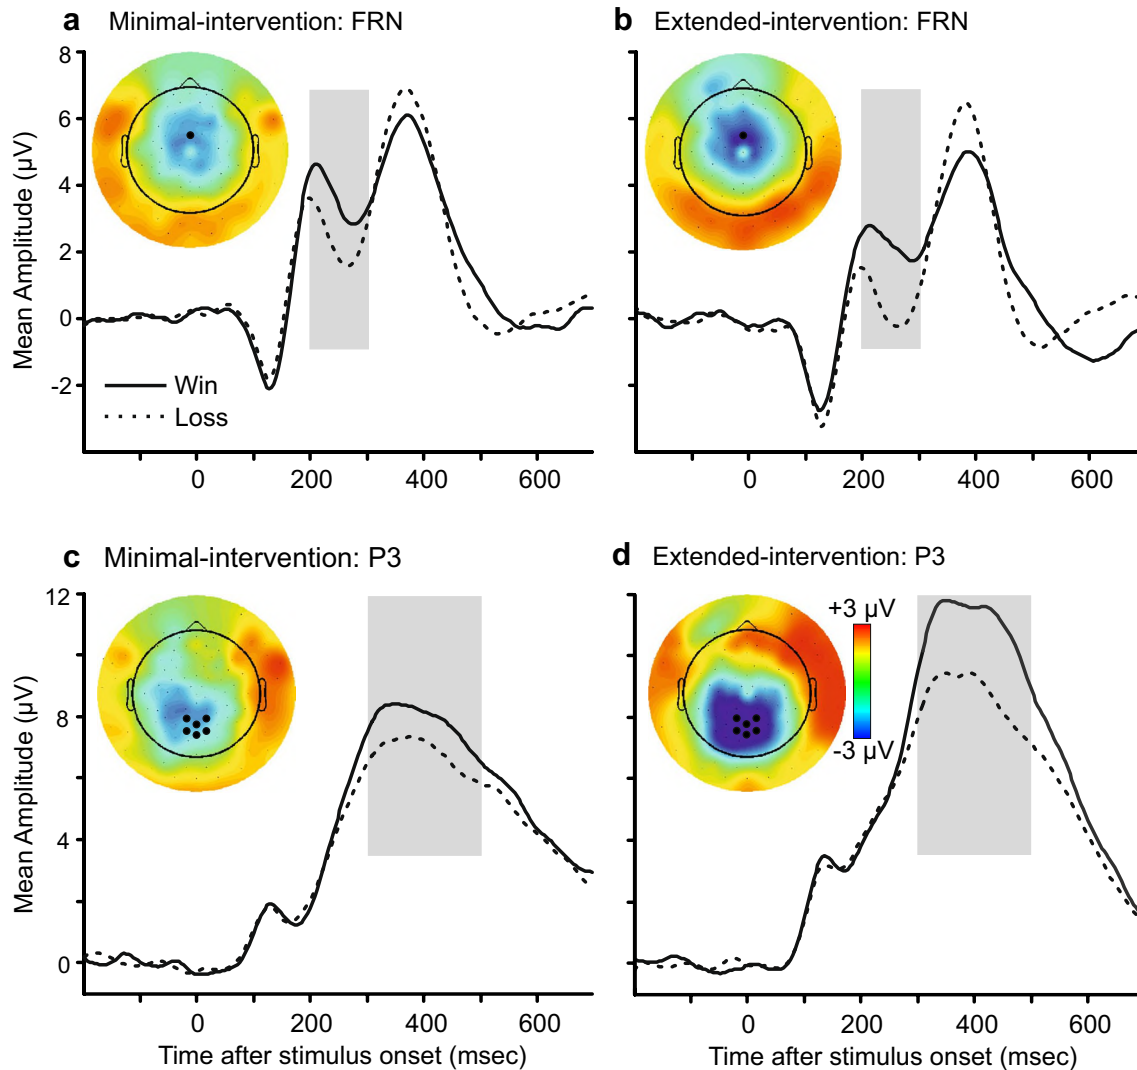 a Minimal-intervention: FRN
b Extended-intervention: FRN
8
6
4
2
0
-2
Mean Amplitude (µV)
Win
Loss
0 200 400 600
0 200 400 600
c Minimal-intervention: P3
d Extended-intervention: P3
12
8
4
0
Mean Amplitude (µV)
+3 µV
-3 µV
0 200 400 600
0 200 400 600
Time after stimulus onset (msec)
Time after stimulus onset (msec)